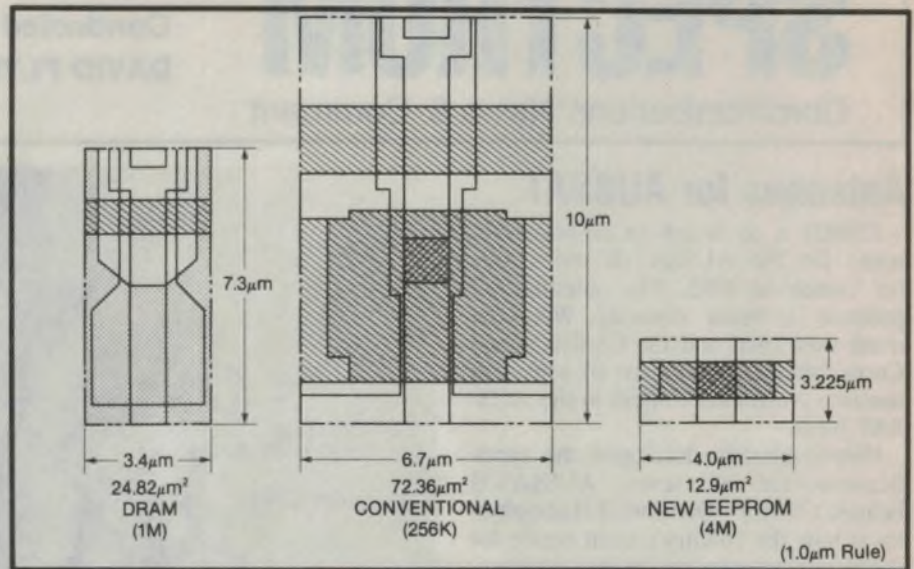 7.3μm
3.4μm
24.82μm²
DRAM
(1M)
10μm
6.7μm
72.36μm²
CONVENTIONAL
(256K)
3.225μm
4.0μm
12.9μm²
NEW EEPROM
(4M)
(1.0μm Rule)